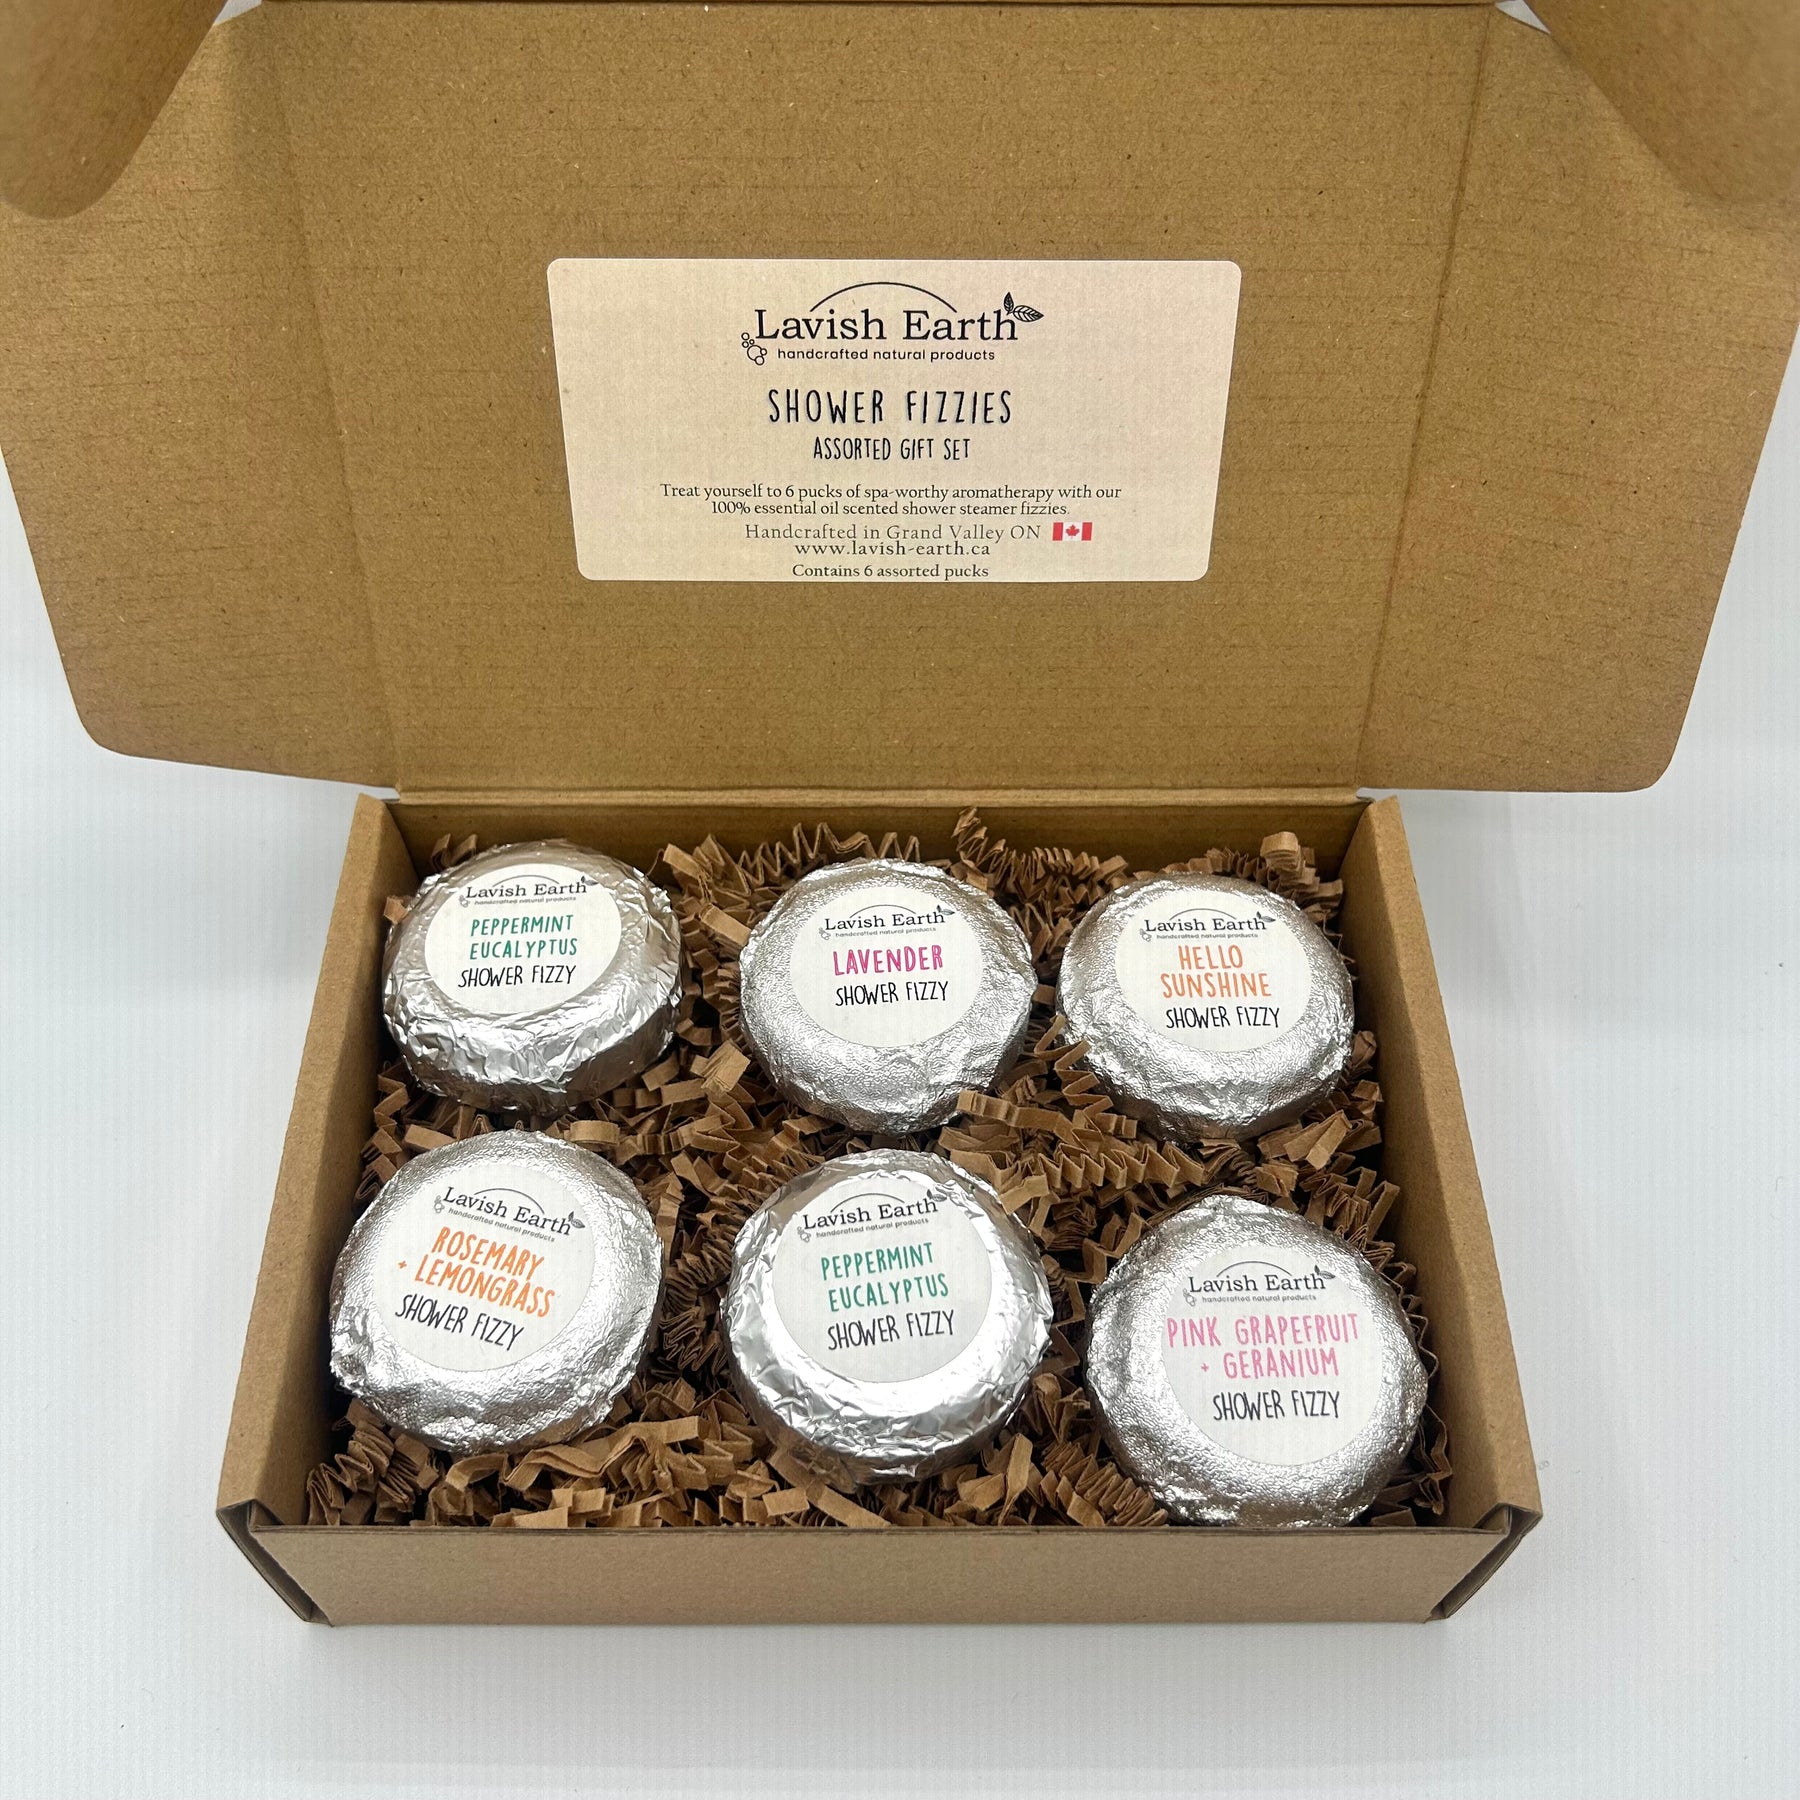 Lavish Earth
handcrafted natural products
SHOWER FIZZIES
ASSORTED GIFT SET
Treat yourself to 6 pucks of spa-worthy aromatherapy with our
100% essential oil scented shower steamer fizzies.
Handcrafted in Grand Valley ON
www.lavish-earth.ca
Contains 6 assorted pucks
Lavish Earth
handcrafted natural products
PEPPERMINT
EUCALYPTUS
SHOWER FIZZY
Lavish Earth
handcrafted natural products
LAVENDER
SHOWER FIZZY
Lavish Earth
handcrafted natural products
HELLO
SUNSHINE
SHOWER FIZZY
Lavish Earth
handcrafted natural products
ROSEMARY
+ LEMONGRASS
SHOWER FIZZY
Lavish Earth
handcrafted natural products
PEPPERMINT
EUCALYPTUS
SHOWER FIZZY
Lavish Earth
handcrafted natural products
PINK GRAPEFRUIT
+ GERANIUM
SHOWER FIZZY